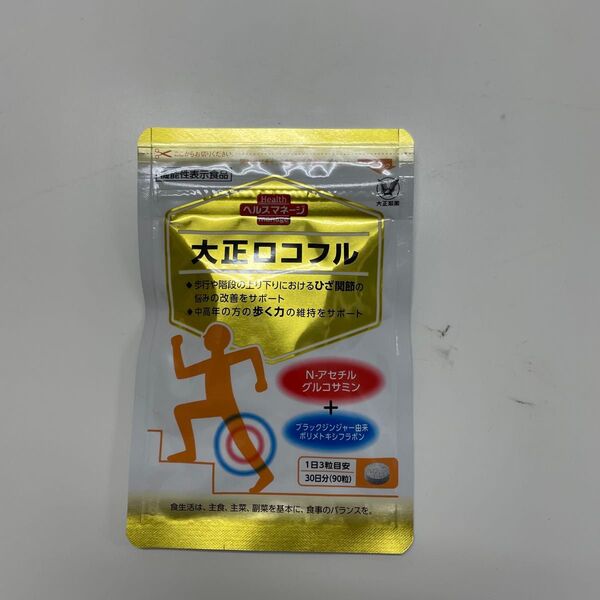 ここからお切りください
機能性表示食品
大正製薬
Health
ヘルスマネージ
manage
大正ロコフル
◆歩行や階段の上り下りにおけるひざ関節の
悩みの改善をサポート
◆中高年の方の歩く力の維持をサポート
N-アセチル
グルコサミン
+
ブラックジンジャー由来
ポリメトキシフラボン
1日3粒目安
30日分(90粒)
食生活は、主食、主菜、副菜を基本に、食事のバランスを。